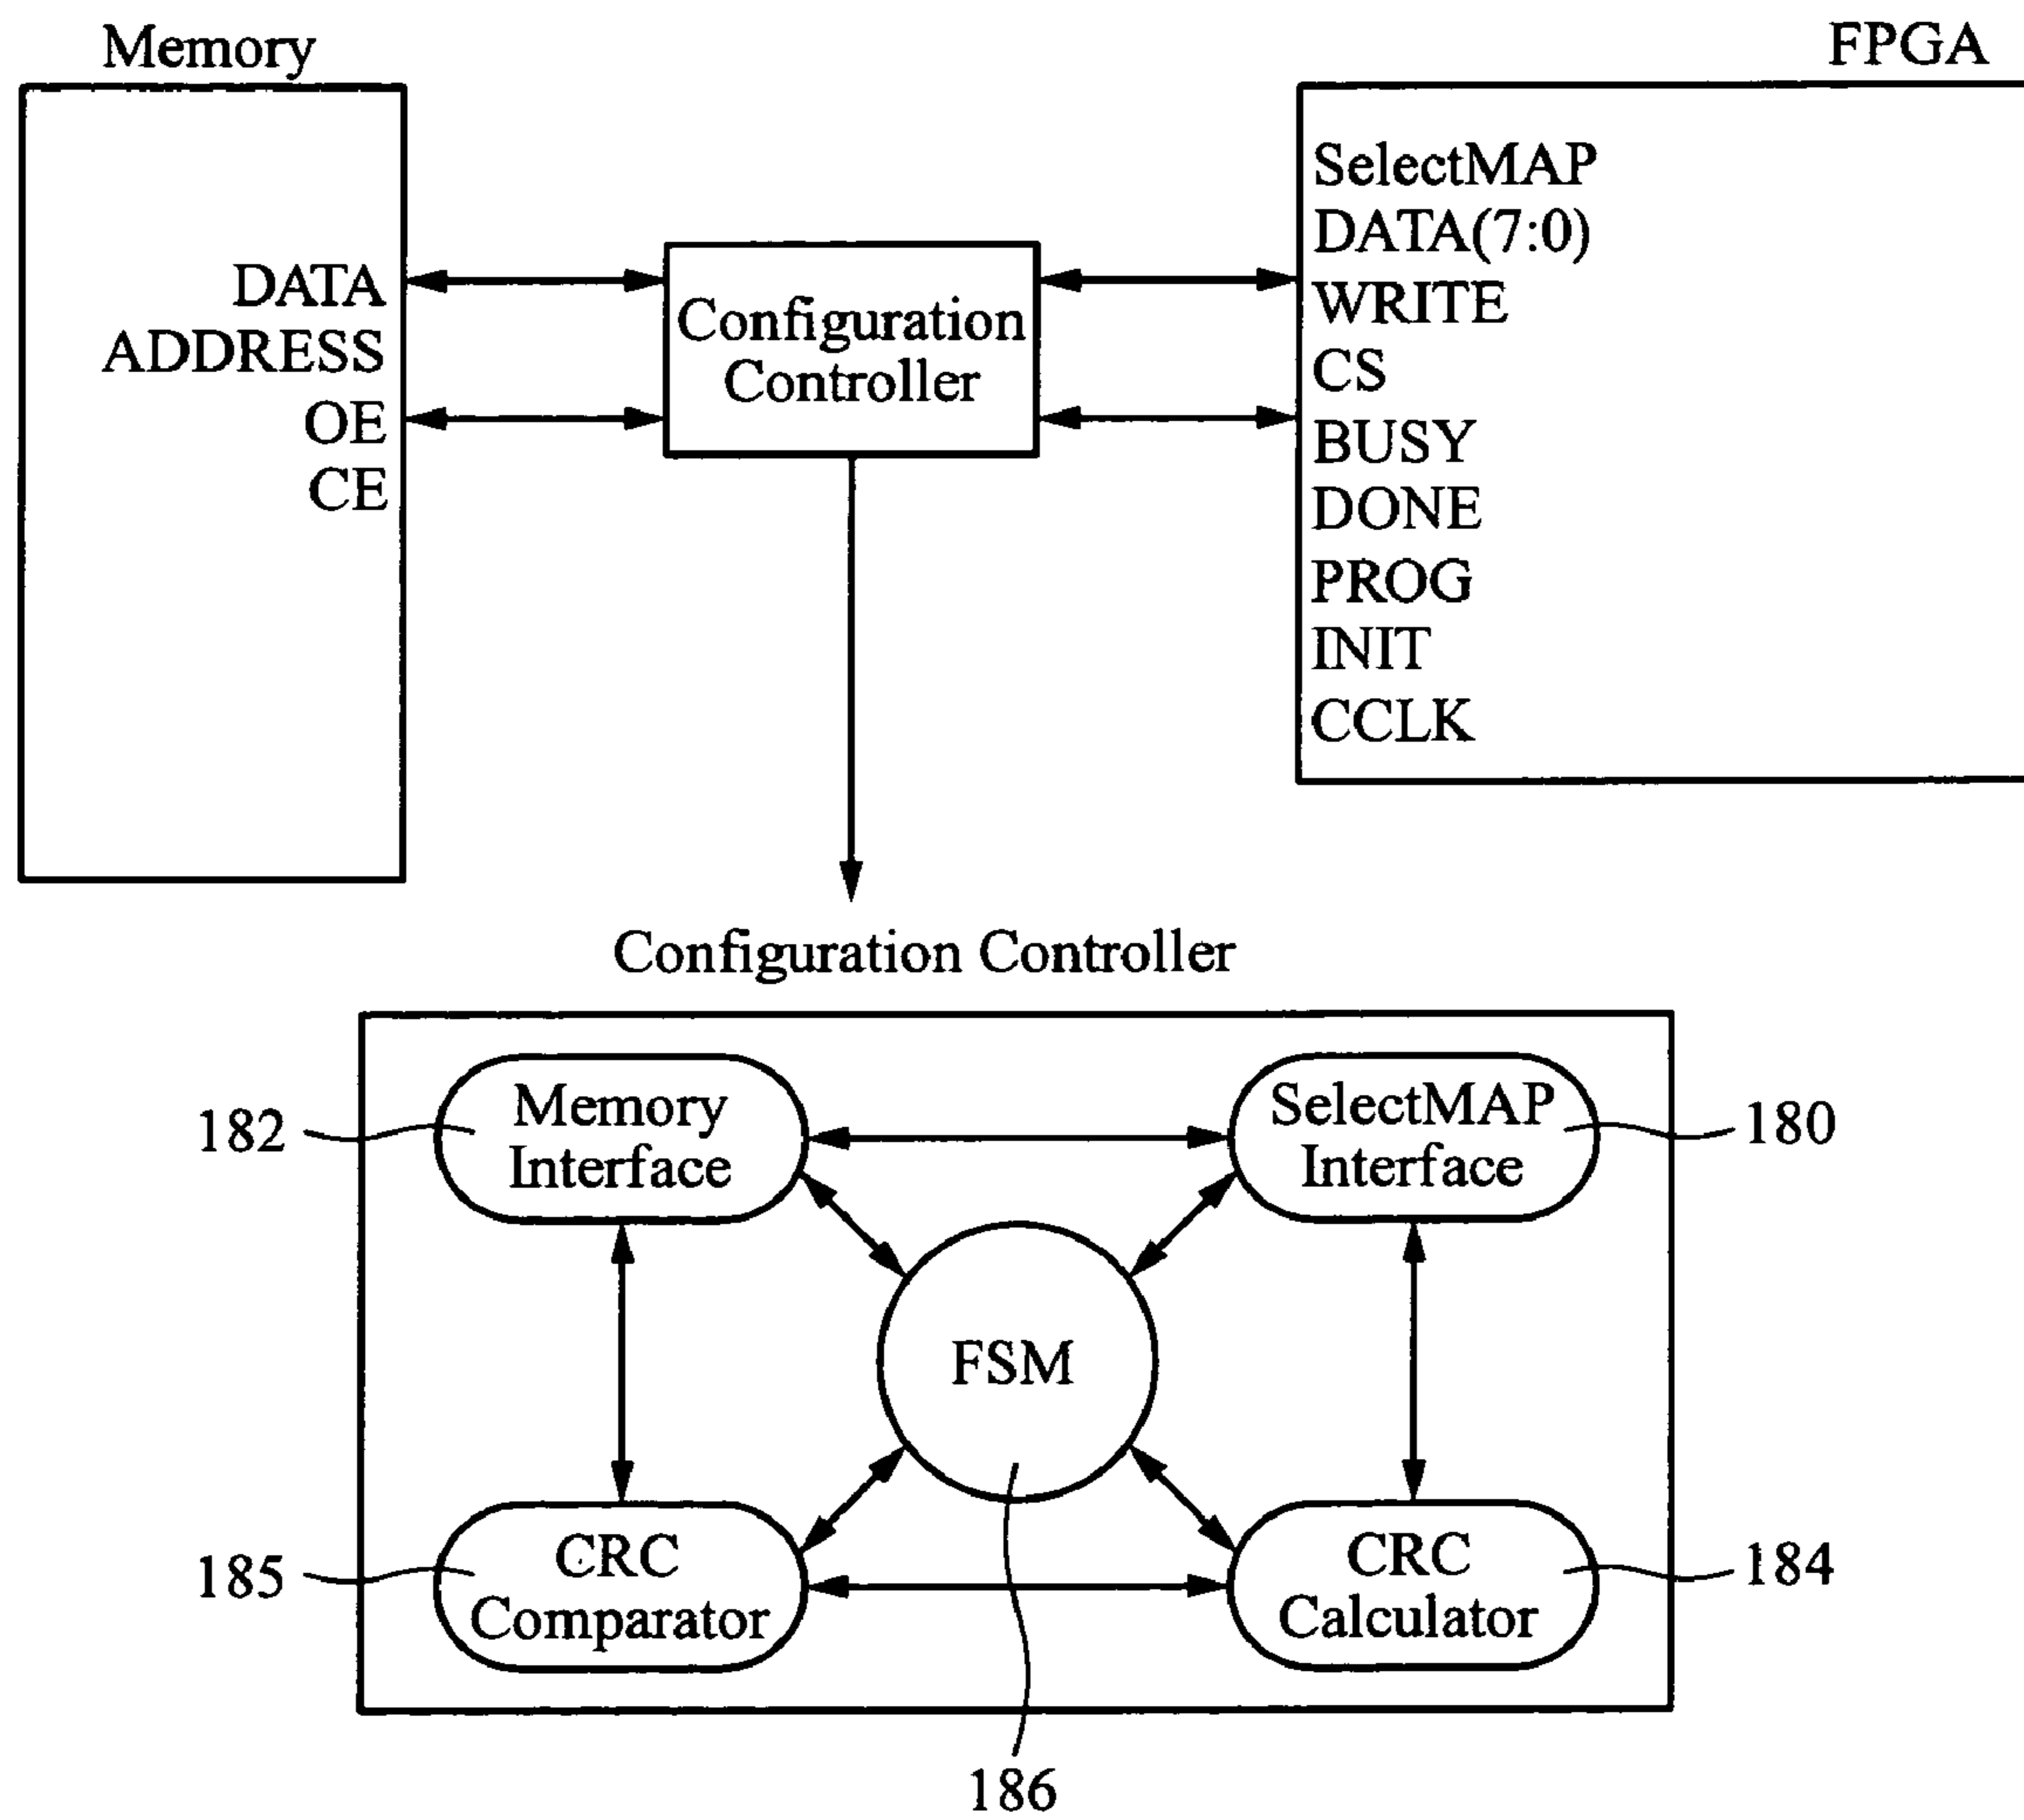 Memory
FPGA
DATA
ADDRESS
OE
CE
Configuration
Controller
SelectMAP
DATA(7:0)
WRITE
CS
BUSY
DONE
PROG
INIT
CCLK
Configuration Controller
182
Memory
Interface
SelectMAP
Interface
180
FSM
185
CRC
Comparator
CRC
Calculator
184
186